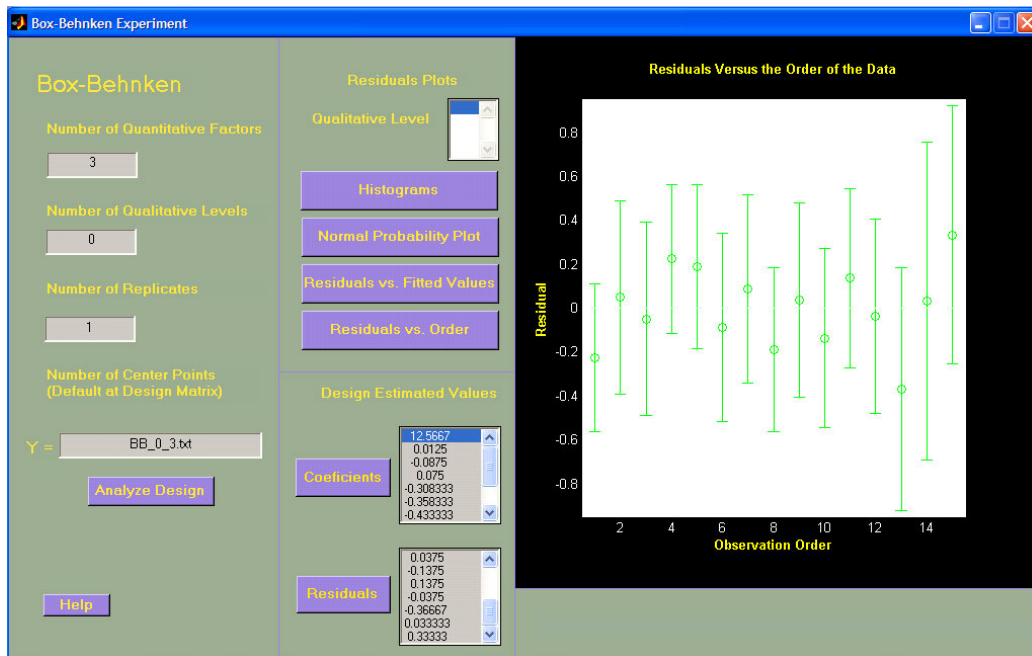 Box-Behnken Experiment
Box-Behnken
Number of Quantitative Factors
3
Number of Qualitative Levels
0
Number of Replicates
1
Number of Center Points
(Default at Design Matrix)
Y =
BB_0_3.txt
Analyze Design
Help
Residuals Plots
Qualitative Level
Histograms
Normal Probability Plot
Residuals vs. Fitted Values
Residuals vs. Order
Design Estimated Values
Coeficients
12.5667
0.0125
-0.0875
0.075
-0.308333
-0.358333
-0.433333
Residuals
0.0375
-0.1375
0.1375
-0.0375
-0.36667
0.033333
0.33333
Residuals Versus the Order of the Data
Residual
0.8
0.6
0.4
0.2
0
-0.2
-0.4
-0.6
-0.8
2 4 6 8 10 12 14
Observation Order